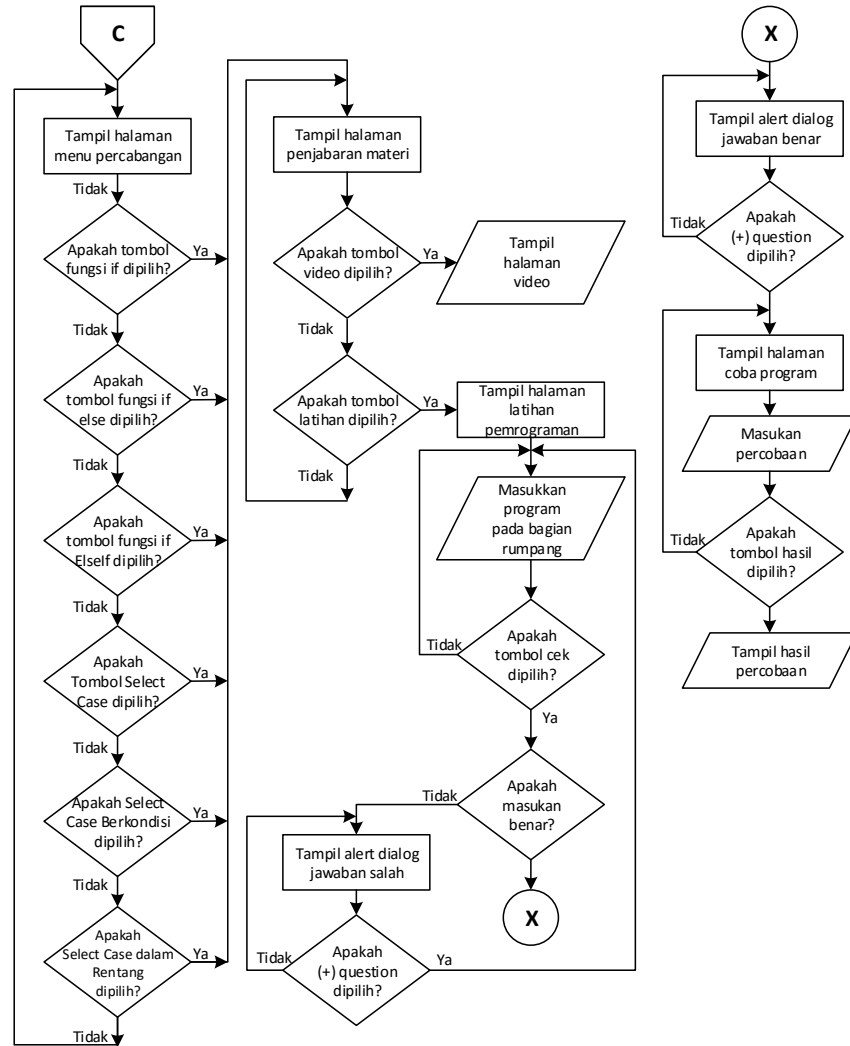 C
Tampil halaman
menu percabangan
Tidak
Apakah tombol
fungsi if dipilih?
Ya
Tidak
Apakah
tombol fungsi if
else dipilih?
Ya
Tidak
Apakah
tombol fungsi if
ElseIf dipilih?
Ya
Tidak
Apakah
Tombol Select
Case dipilih?
Ya
Tidak
Apakah Select
Case Berkondisi
dipilih?
Ya
Tidak
Apakah
Select Case dalam
Rentang
dipilih?
Ya
Tidak
Tampil halaman
penjabaran materi
Apakah tombol
video dipilih?
Ya
Tampil
halaman
video
Tidak
Apakah tombol
latihan dipilih?
Ya
Tidak
Tampil halaman
latihan
pemrograman
Masukkan
program
pada bagian
rumpang
Apakah
tombol cek
dipilih?
Tidak
Ya
Apakah
masukan
benar?
Tidak
X
Tampil alert dialog
jawaban salah
Apakah
(+) question
dipilih?
Tidak
Ya
X
Tampil alert dialog
jawaban benar
Apakah
(+) question
dipilih?
Tidak
Tampil halaman
coba program
Masukan
percobaan
Apakah
tombol hasil
dipilih?
Tidak
Tampil hasil
percobaan